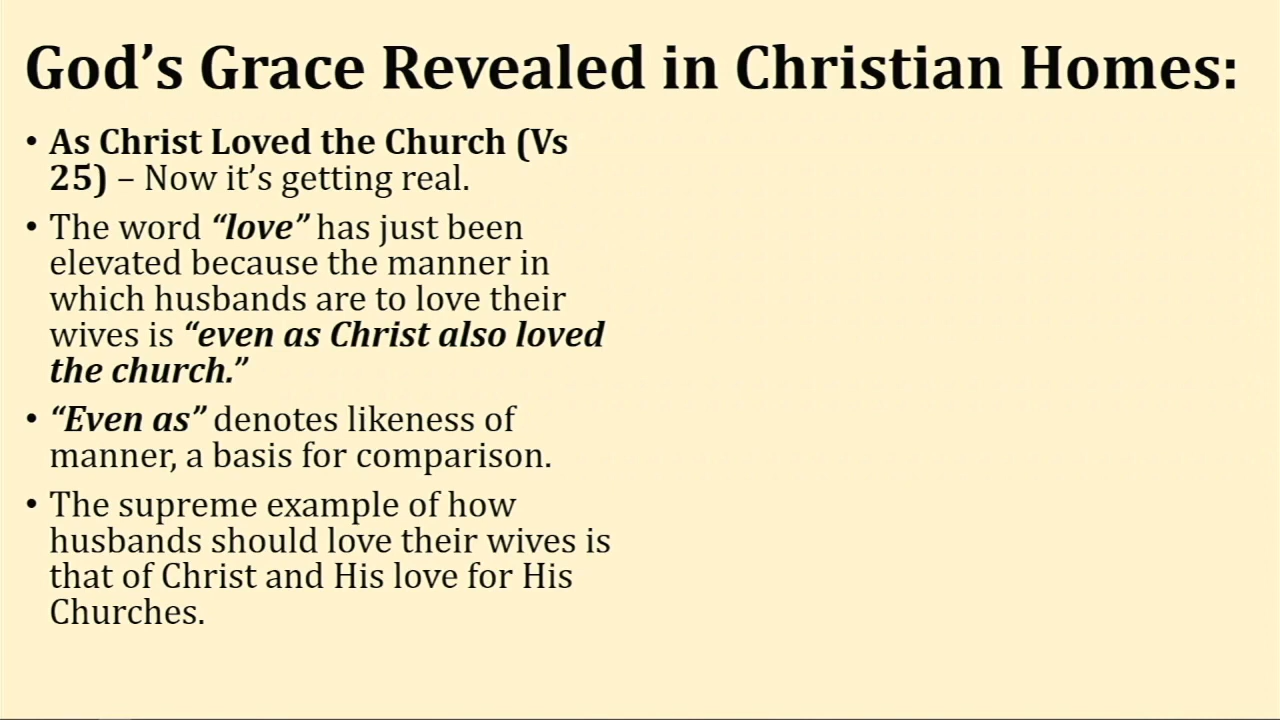 God’s Grace Revealed in Christian Homes:
• As Christ Loved the Church (Vs
25) – Now it’s getting real.
• The word “love” has just been
elevated because the manner in
which husbands are to love their
wives is “even as Christ also loved
the church.”
• “Even as” denotes likeness of
manner, a basis for comparison.
• The supreme example of how
husbands should love their wives is
that of Christ and His love for His
Churches.